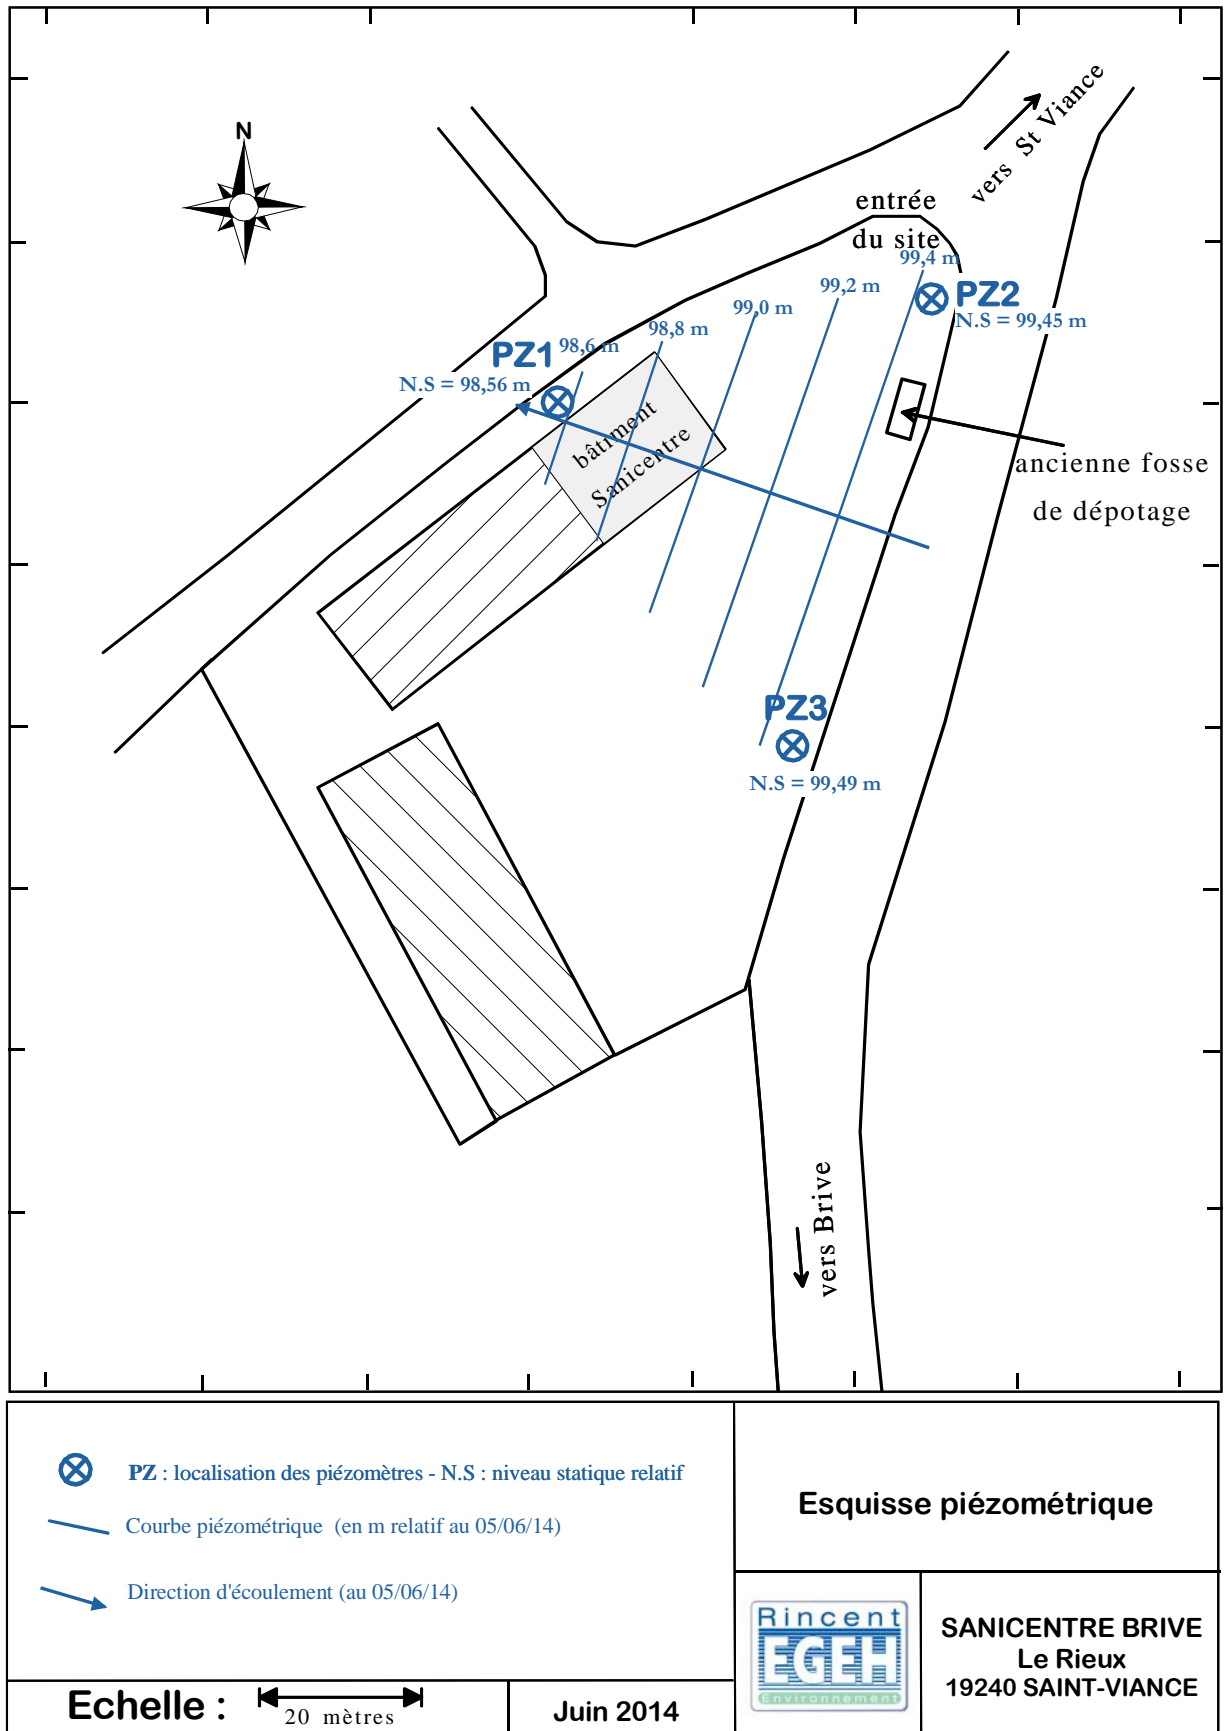 N
vers St Viance
entrée
du site
99,4 m
99,2 m
99,0 m
98,8 m
98,6 m
PZ2
N.S = 99,45 m
PZ1
N.S = 98,56 m
bâtiment
Sanicentre
ancienne fosse
de dépotage
PZ3
N.S = 99,49 m
vers Brive
PZ : localisation des piézomètres - N.S : niveau statique relatif
Courbe piézométrique (en m relatif au 05/06/14)
Direction d'écoulement (au 05/06/14)
Esquisse piézométrique
Rincent
EGEH
Environnement
SANICENTRE BRIVE
Le Rieux
19240 SAINT-VIANCE
Echelle :
20 mètres
Juin 2014